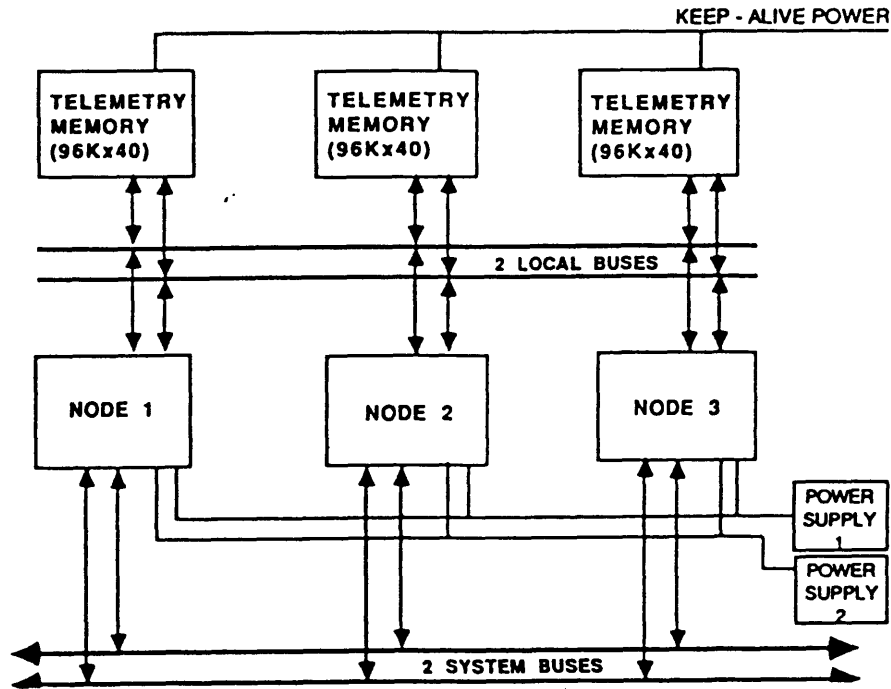 KEEP - ALIVE POWER
TELEMETRY
MEMORY
(96Kx40)
TELEMETRY
MEMORY
(96Kx40)
TELEMETRY
MEMORY
(96Kx40)
2 LOCAL BUSES
NODE 1
NODE 2
NODE 3
POWER
SUPPLY
1
POWER
SUPPLY
2
2 SYSTEM BUSES